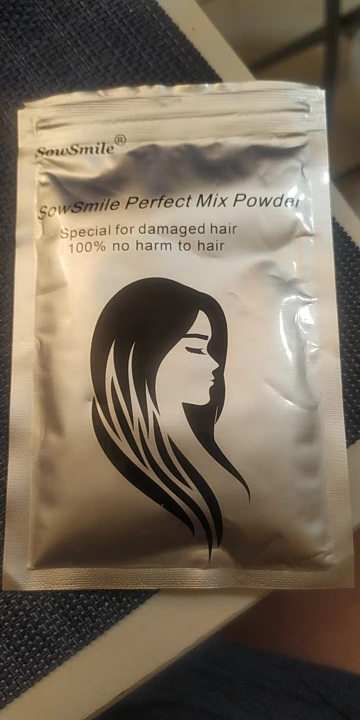 SowSmile®
SowSmile Perfect Mix Powder
Special for damaged hair
100% no harm to hair